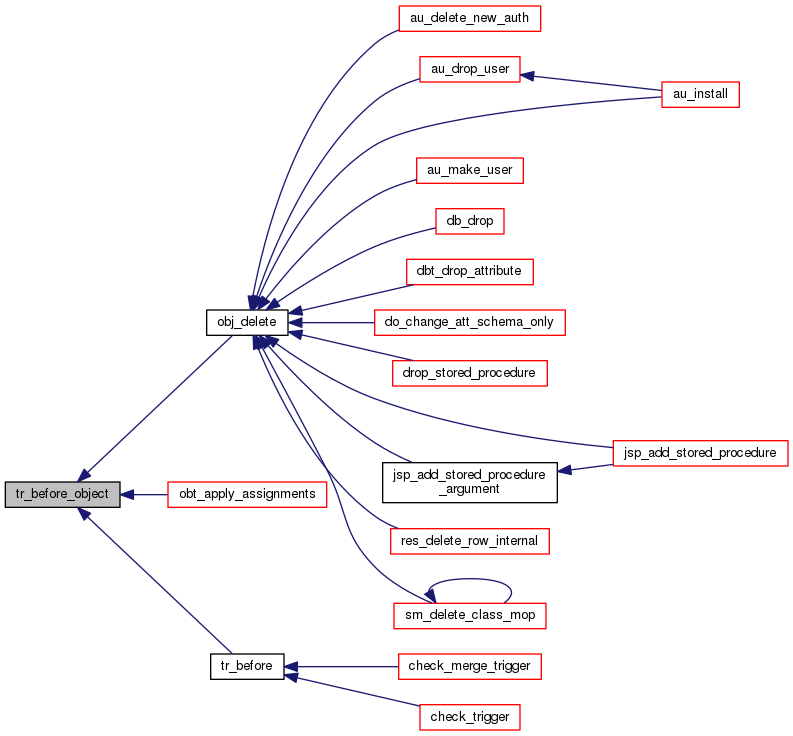 au_delete_new_auth
au_drop_user
au_install
au_make_user
db_drop
dbt_drop_attribute
obj_delete
do_change_att_schema_only
drop_stored_procedure
jsp_add_stored_procedure
jsp_add_stored_procedure
_argument
tr_before_object
obt_apply_assignments
res_delete_row_internal
sm_delete_class_mop
tr_before
check_merge_trigger
check_trigger